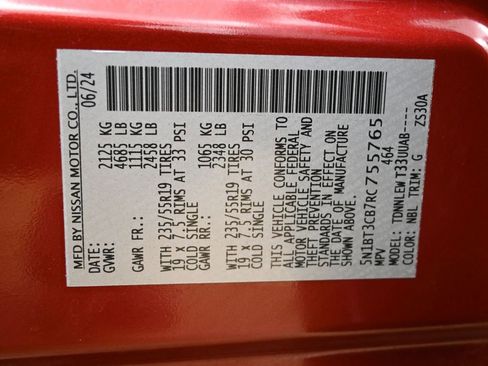 MFD BY NISSAN MOTOR CO., LTD.
06/24
GVWR: 2125 KG
4685 LB
GAWR FR.: 1115 KG
2458 LB
WITH 235/55R19 TIRES
19 x 7.5 RIMS AT 33 PSI
COLD SINGLE
GAWR RR: 1065 KG
2348 LB
WITH 235/55R19 TIRES
19 x 7.5 RIMS AT 30 PSI
COLD SINGLE
THIS VEHICLE CONFORMS TO
ALL APPLICABLE FEDERAL
MOTOR VEHICLE SAFETY AND
THEFT PREVENTION
STANDARDS IN EFFECT ON
THE DATE OF MANUFACTURE
SHOWN ABOVE.
5N1BT3CB7RC755765
MPV 464
MODEL: TDNNLEW T33UUAB----
COLOR: NBL TRIM: G ZS30A